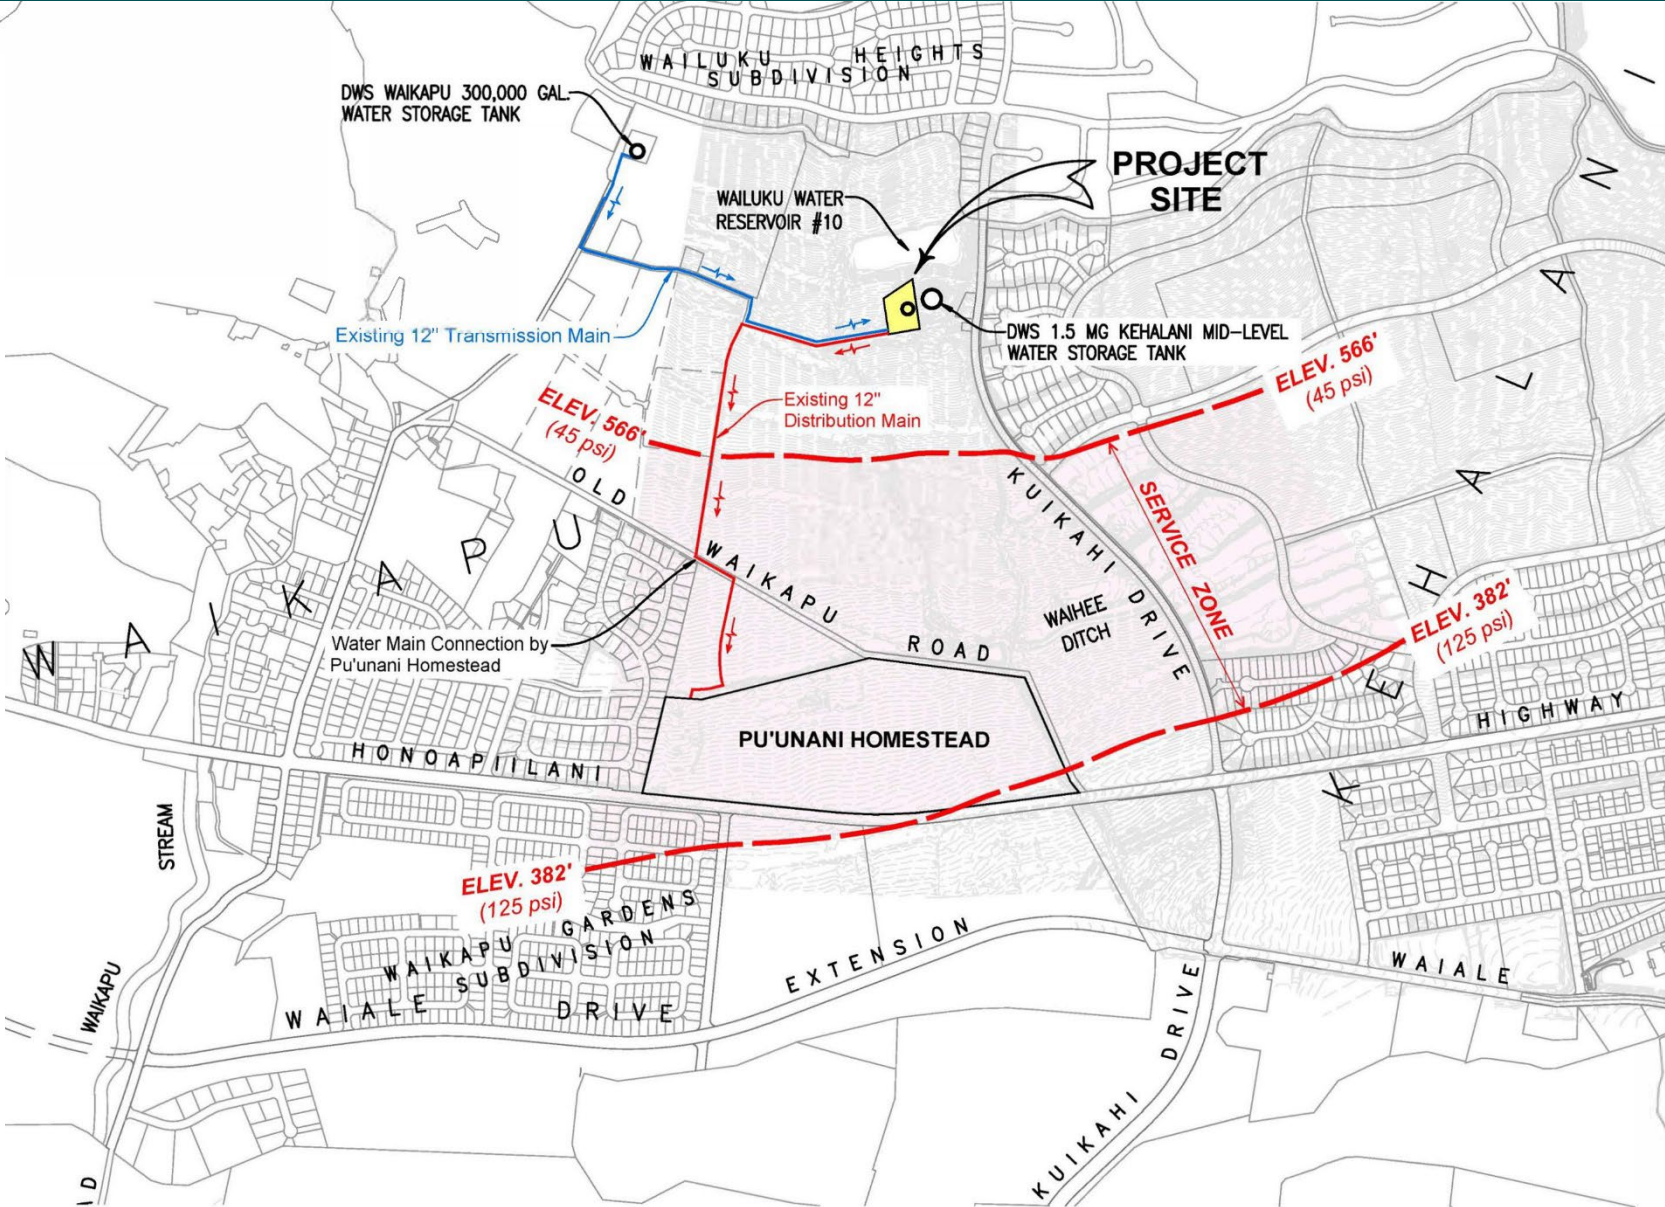 WAILUKU HEIGHTS
SUBDIVISION
DWS WAIKAPU 300,000 GAL.
WATER STORAGE TANK
PROJECT
SITE
WAILUKU WATER
RESERVOIR #10
Existing 12" Transmission Main
DWS 1.5 MG KEHALANI MID-LEVEL
WATER STORAGE TANK
ELEV. 566'
(45 psi)
Existing 12"
Distribution Main
ELEV. 566'
(45 psi)
KEHALANI
SERVICE ZONE
KUIKAHI DRIVE
OLD WAIKAPU ROAD
WAIKAPU
WAIHEE
DITCH
ELEV. 382'
(125 psi)
Water Main Connection by
Pu'unani Homestead
PU'UNANI HOMESTEAD
HONOAPIILANI HIGHWAY
WAIKAPU STREAM
ELEV. 382'
(125 psi)
WAIKAPU GARDENS
SUBDIVISION
WAIALE DRIVE
EXTENSION
WAIALE
KUIKAHI DRIVE